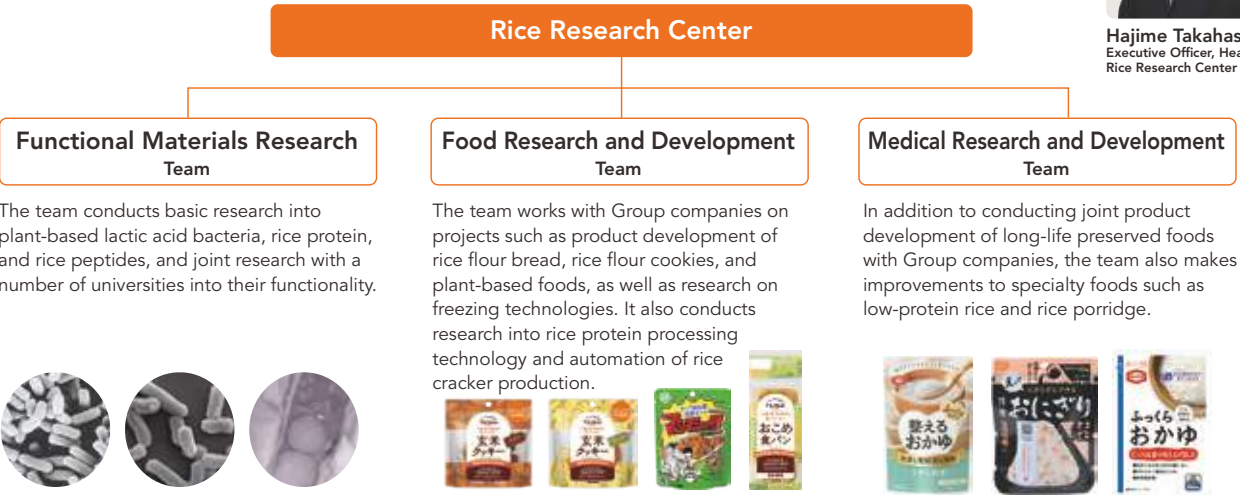 Rice Research Center
Hajime Takahas
Executive Officer, Hea
Rice Research Center
Functional Materials Research
Team
The team conducts basic research into
plant-based lactic acid bacteria, rice protein,
and rice peptides, and joint research with a
number of universities into their functionality.
Food Research and Development
Team
The team works with Group companies on
projects such as product development of
rice flour bread, rice flour cookies, and
plant-based foods, as well as research on
freezing technologies. It also conducts
research into rice protein processing
technology and automation of rice
cracker production.
Medical Research and Development
Team
In addition to conducting joint product
development of long-life preserved foods
with Group companies, the team also makes
improvements to specialty foods such as
low-protein rice and rice porridge.
玄米
クッキー
玄米
クッキー
おこめ
食パン
整える
おかゆ
おにぎり
ふっくら
おかゆ